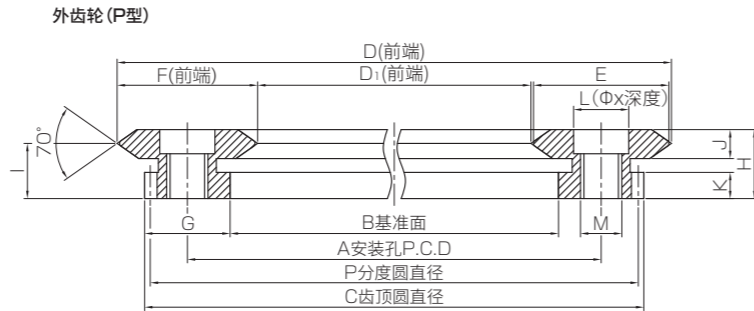 外齿轮(P型)
D(前端)
F(前端)
D1(前端)
E
L(Φx深度)
70°
I
J
H
K
G
B基准面
M
A安装孔P.C.D
P分度圆直径
C齿顶圆直径